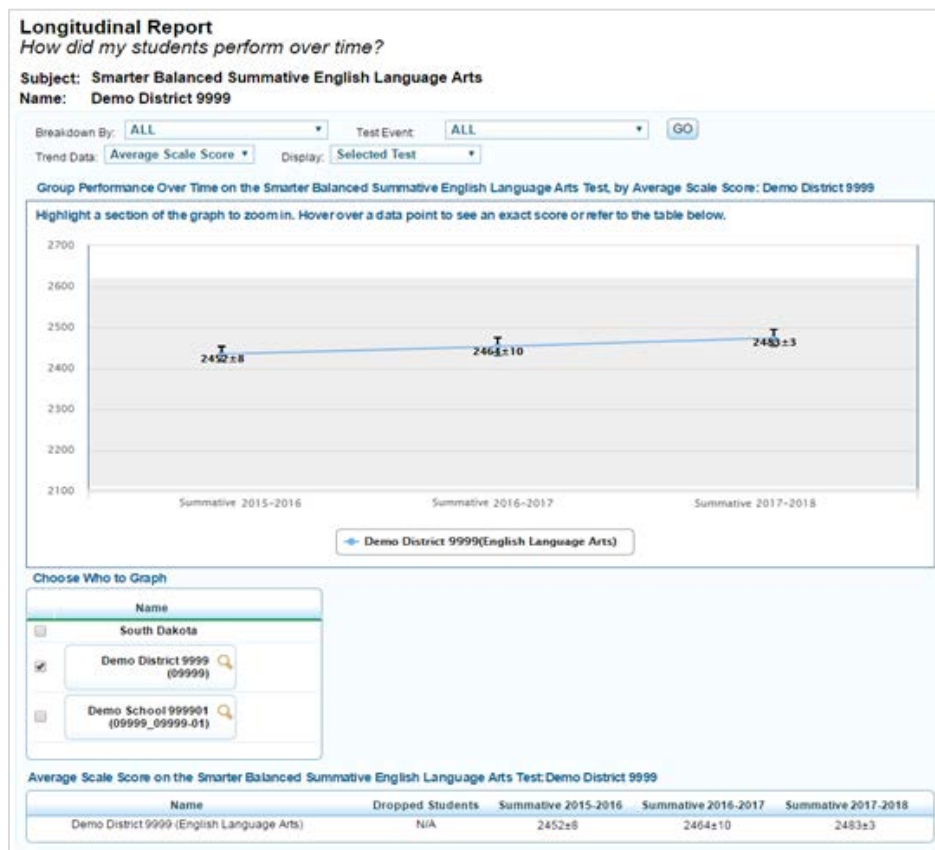 Longitudinal Report
How did my students perform over time?
Subject: Smarter Balanced Summative English Language Arts
Name: Demo District 9999
Breakdown By: ALL Test Event: ALL GO
Trend Data: Average Scale Score Display: Selected Test
Group Performance Over Time on the Smarter Balanced Summative English Language Arts Test, by Average Scale Score: Demo District 9999
Highlight a section of the graph to zoom in. Hover over a data point to see an exact score or refer to the table below.
2700
2600
2500
2400
2300
2200
2100
2452±8
2464±10
2483±3
Summative 2015-2016 Summative 2016-2017 Summative 2017-2018
Demo District 9999(English Language Arts)
Choose Who to Graph
Name
South Dakota
Demo District 9999
(09999)
Demo School 999901
(09999_09999-01)
Average Scale Score on the Smarter Balanced Summative English Language Arts Test: Demo District 9999
Name Dropped Students Summative 2015-2016 Summative 2016-2017 Summative 2017-2018
Demo District 9999 (English Language Arts) N/A 2452±8 2464±10 2483±3